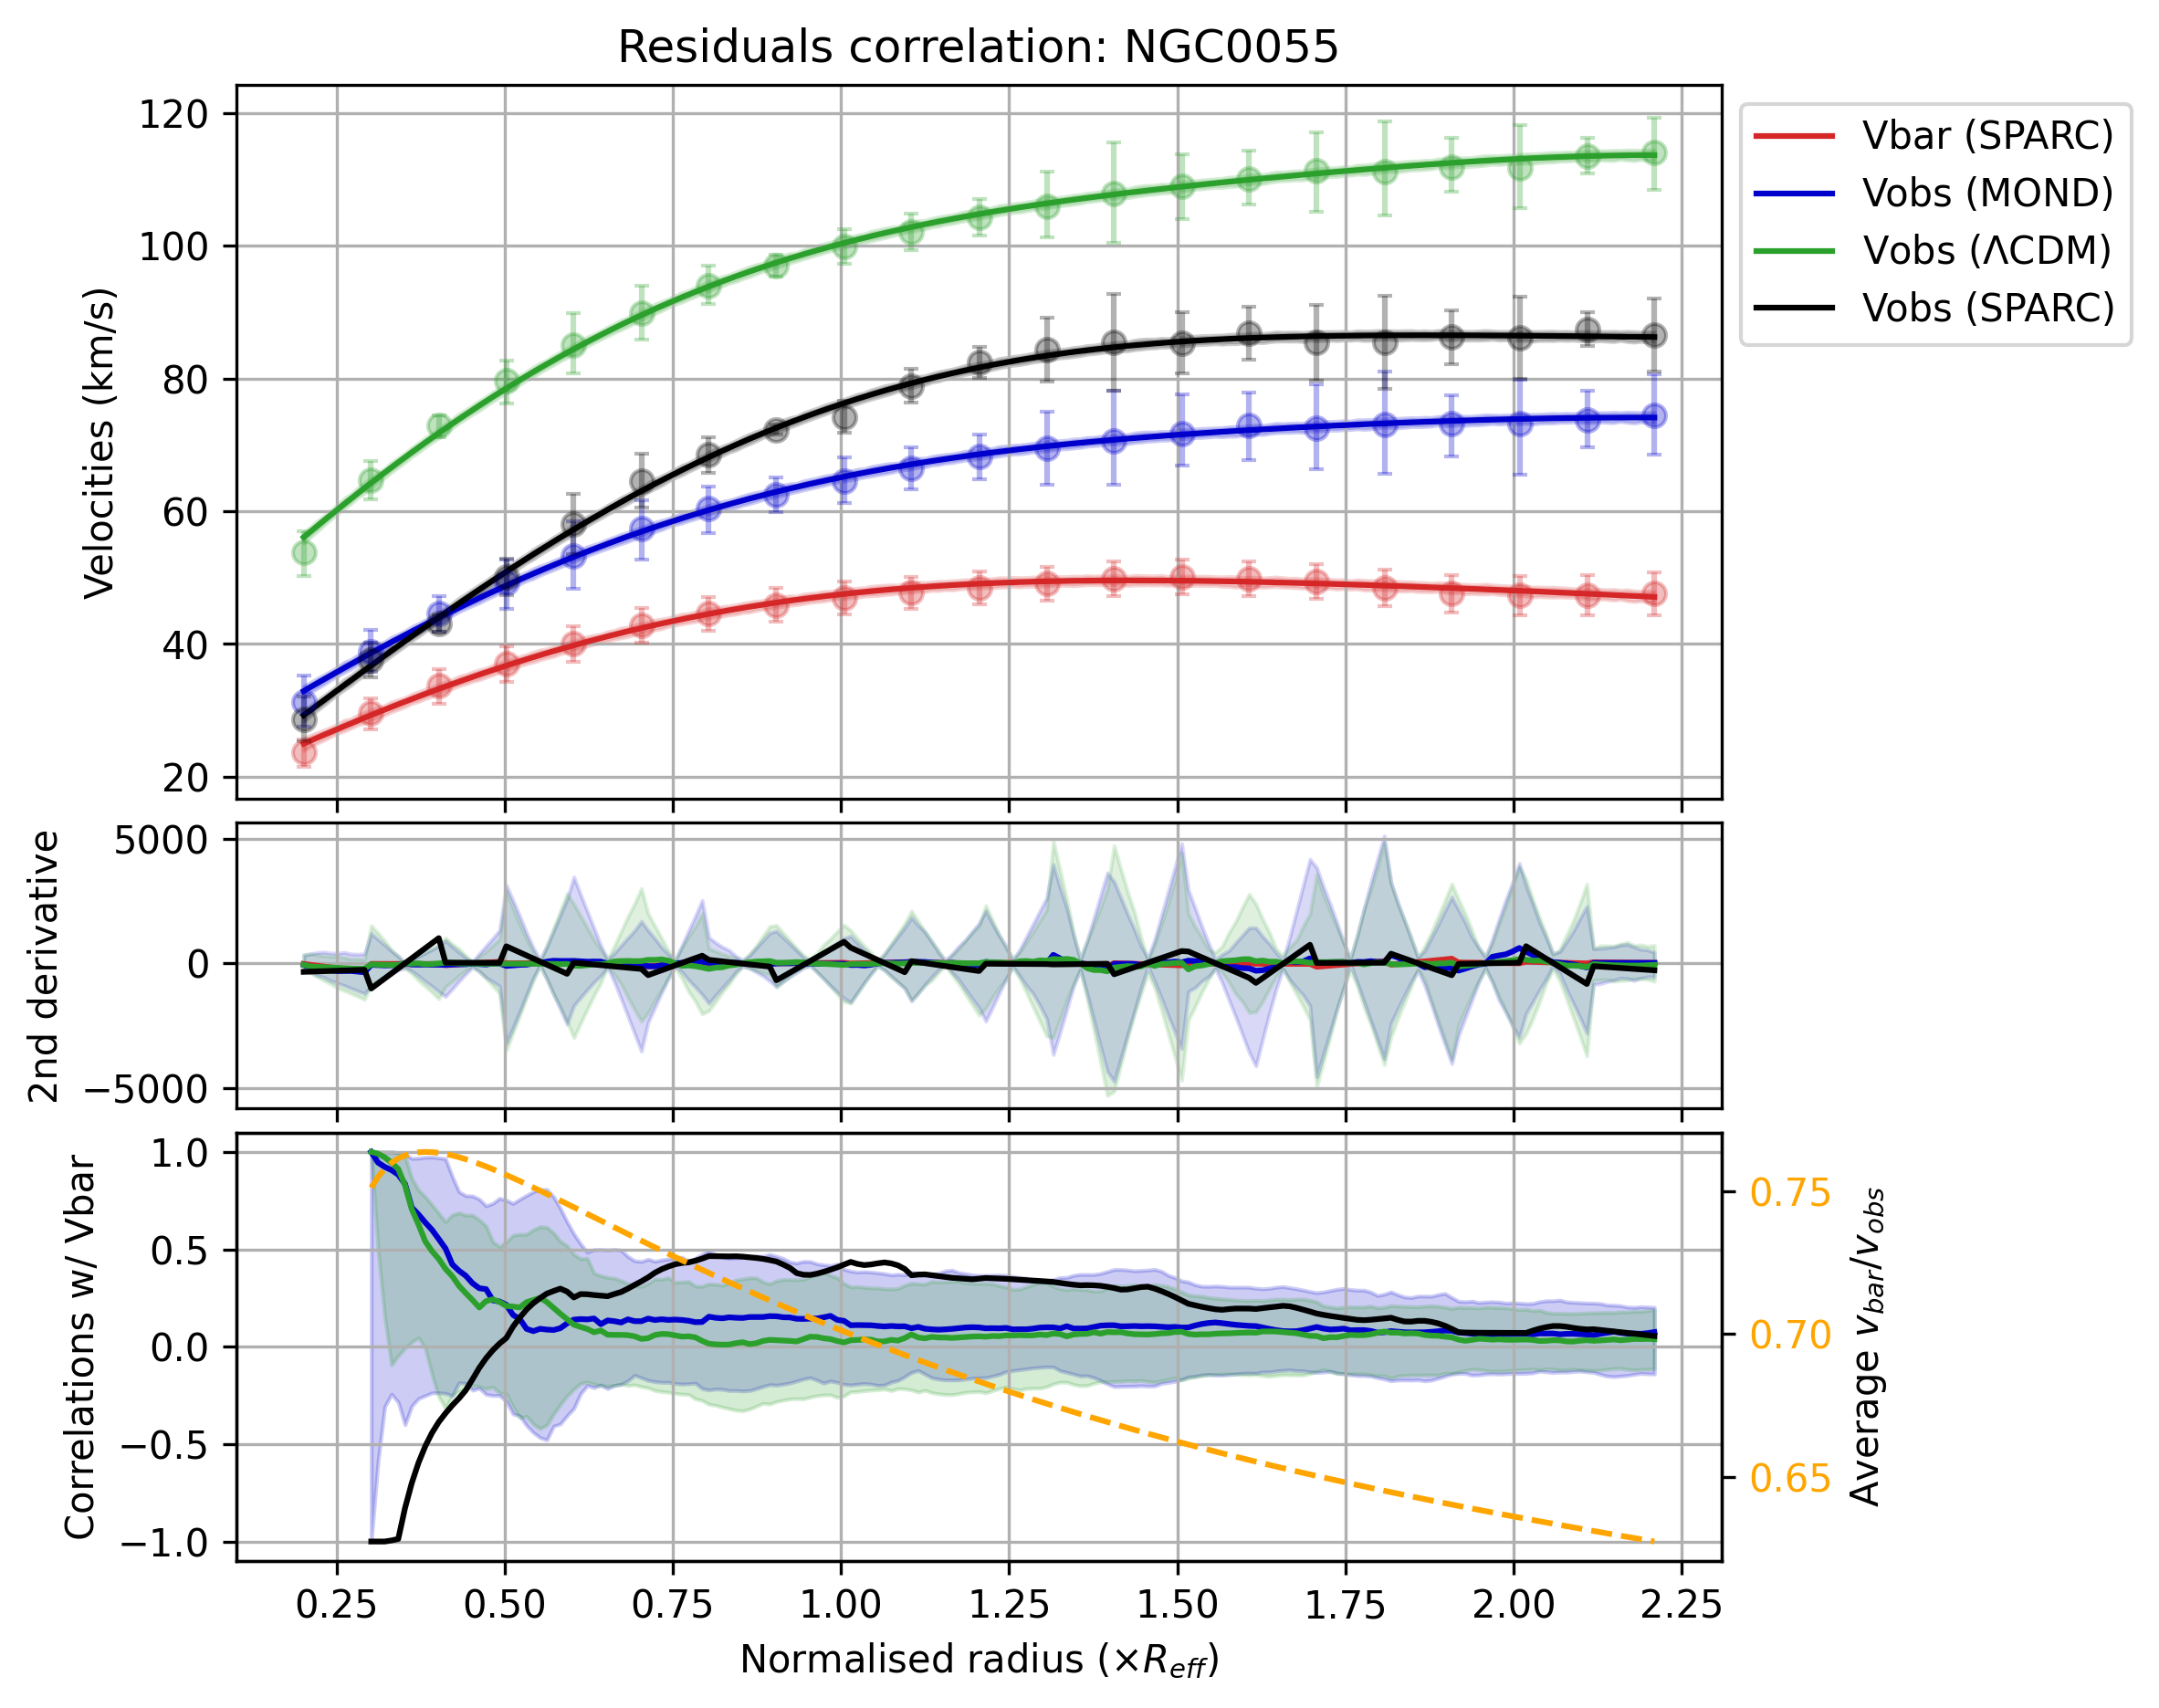 Residuals correlation: NGC0055
120
100
80
60
40
20
Velocities (km/s)
Vbar (SPARC)
Vobs (MOND)
Vobs (ΛCDM)
Vobs (SPARC)
5000
0
−5000
2nd derivative
1.0
0.5
0.0
−0.5
−1.0
Correlations w/ Vbar
0.75
0.70
0.65
Average v_bar/v_obs
0.25 0.50 0.75 1.00 1.25 1.50 1.75 2.00 2.25
Normalised radius (×R_eff)